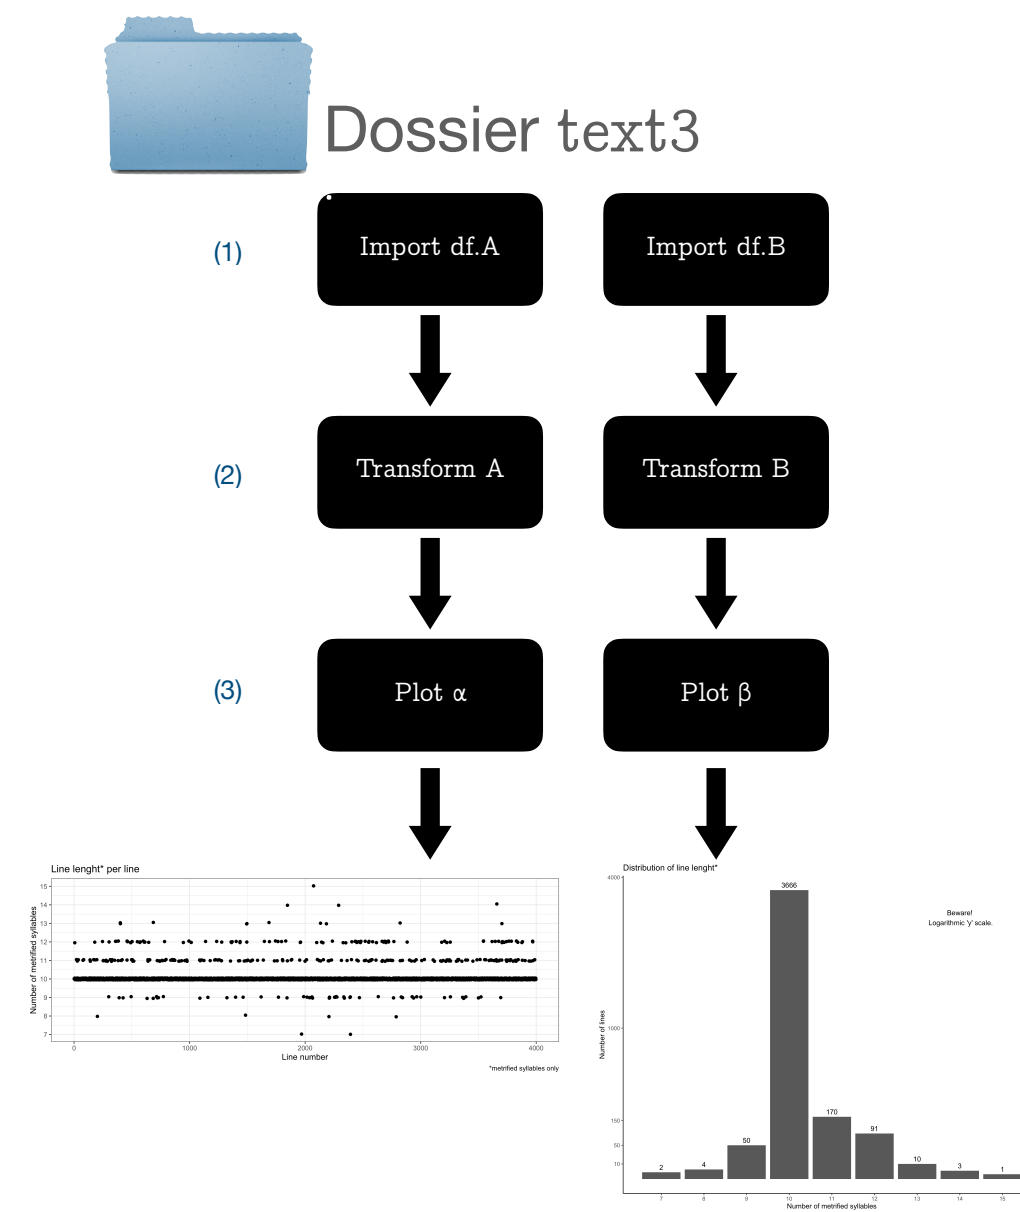 Dossier text3
(1)
Import df.A
Import df.B
(2)
Transform A
Transform B
(3)
Plot α
Plot β
Line lenght* per line
Number of metrified syllables
15
14
13
12
11
10
9
8
7
0 1000 2000 3000 4000
Line number
*metrified syllables only
Distribution of line lenght*
Beware!
Logarithmic 'y' scale.
Number of lines
4000
1000
150
50
10
2 4 50 3666 170 91 10 3 1
7 8 9 10 11 12 13 14 15
Number of metrified syllables